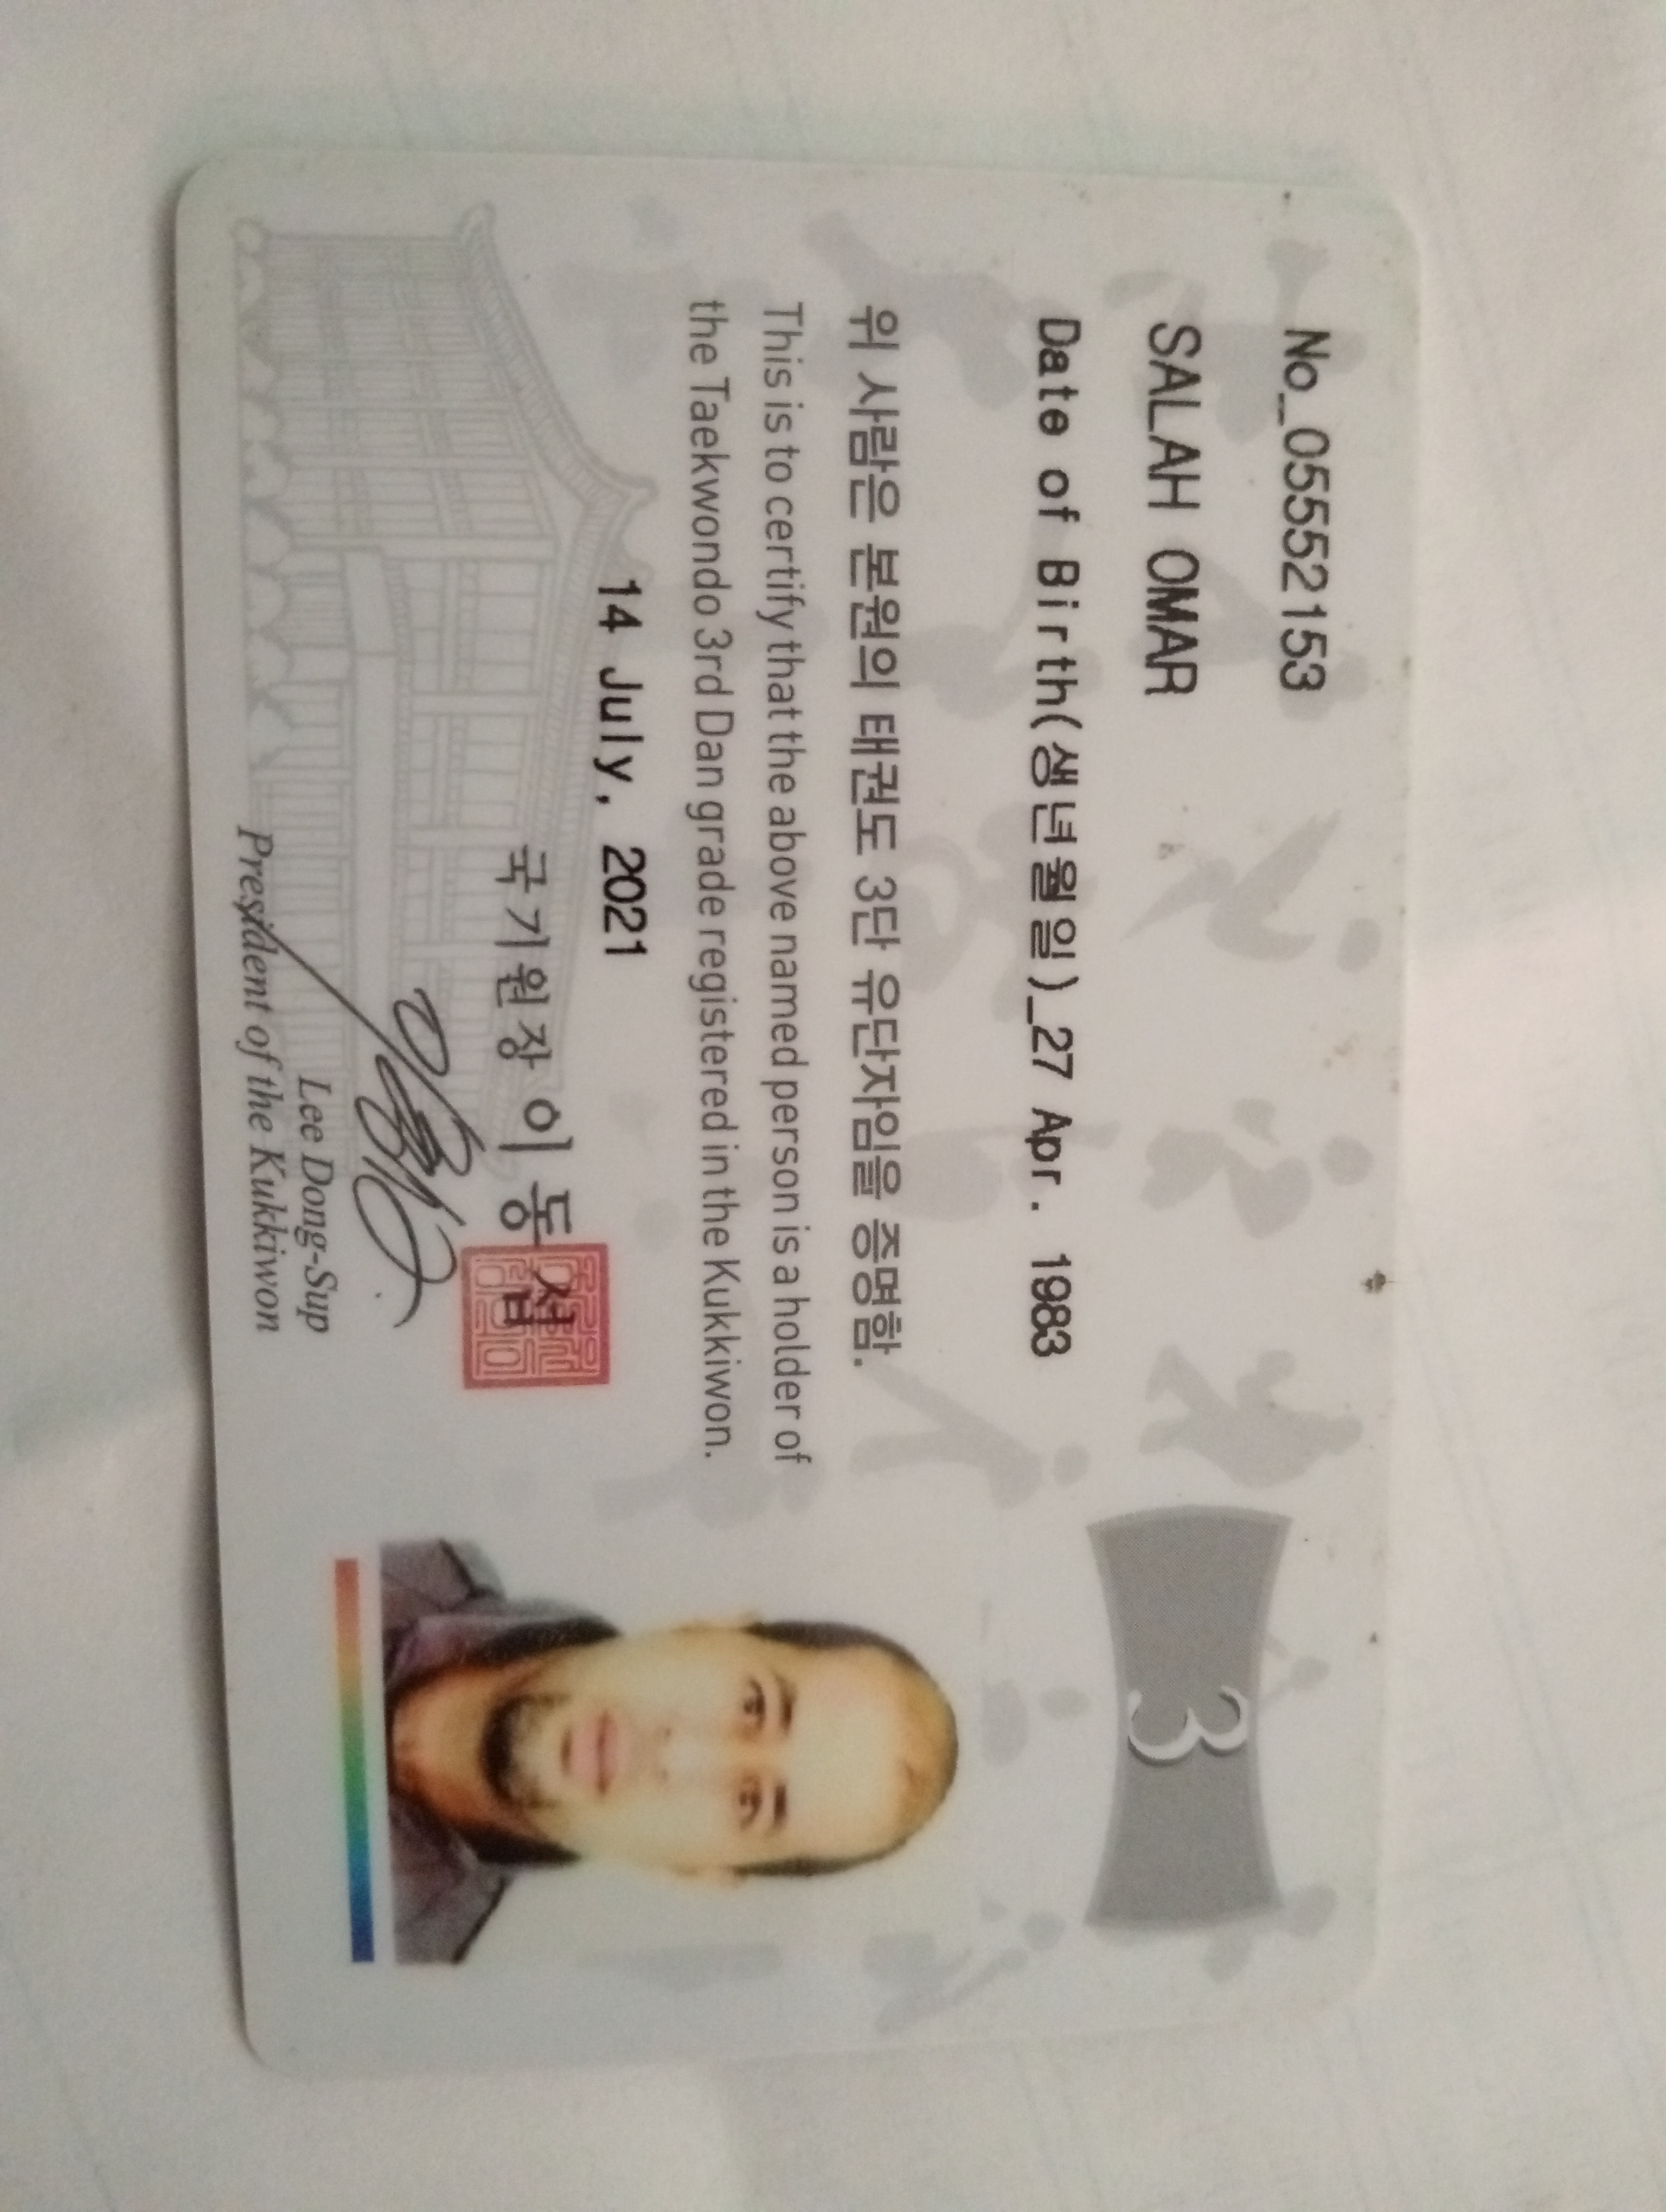 No_05552153
SALAH OMAR
Date of Birth(생년월일)_27 Apr. 1983
위 사람은 본원의 태권도 3단 유단자임을 증명함.
This is to certify that the above named person is a holder of
the Taekwondo 3rd Dan grade registered in the Kukkiwon.
14 July, 2021
국기원장 이동섭
Lee Dong-Sup
President of the Kukkiwon
3